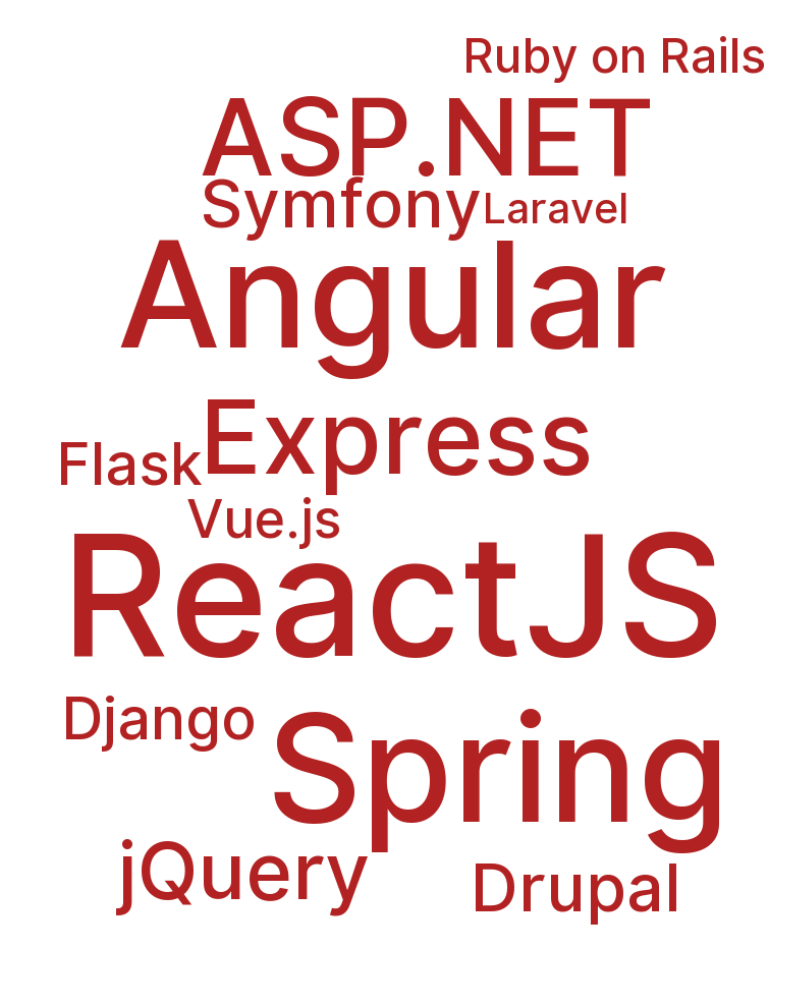 Ruby on Rails
ASP.NET
Symfony
Laravel
Angular
Express
Flask
Vue.js
ReactJS
Django
Spring
jQuery
Drupal